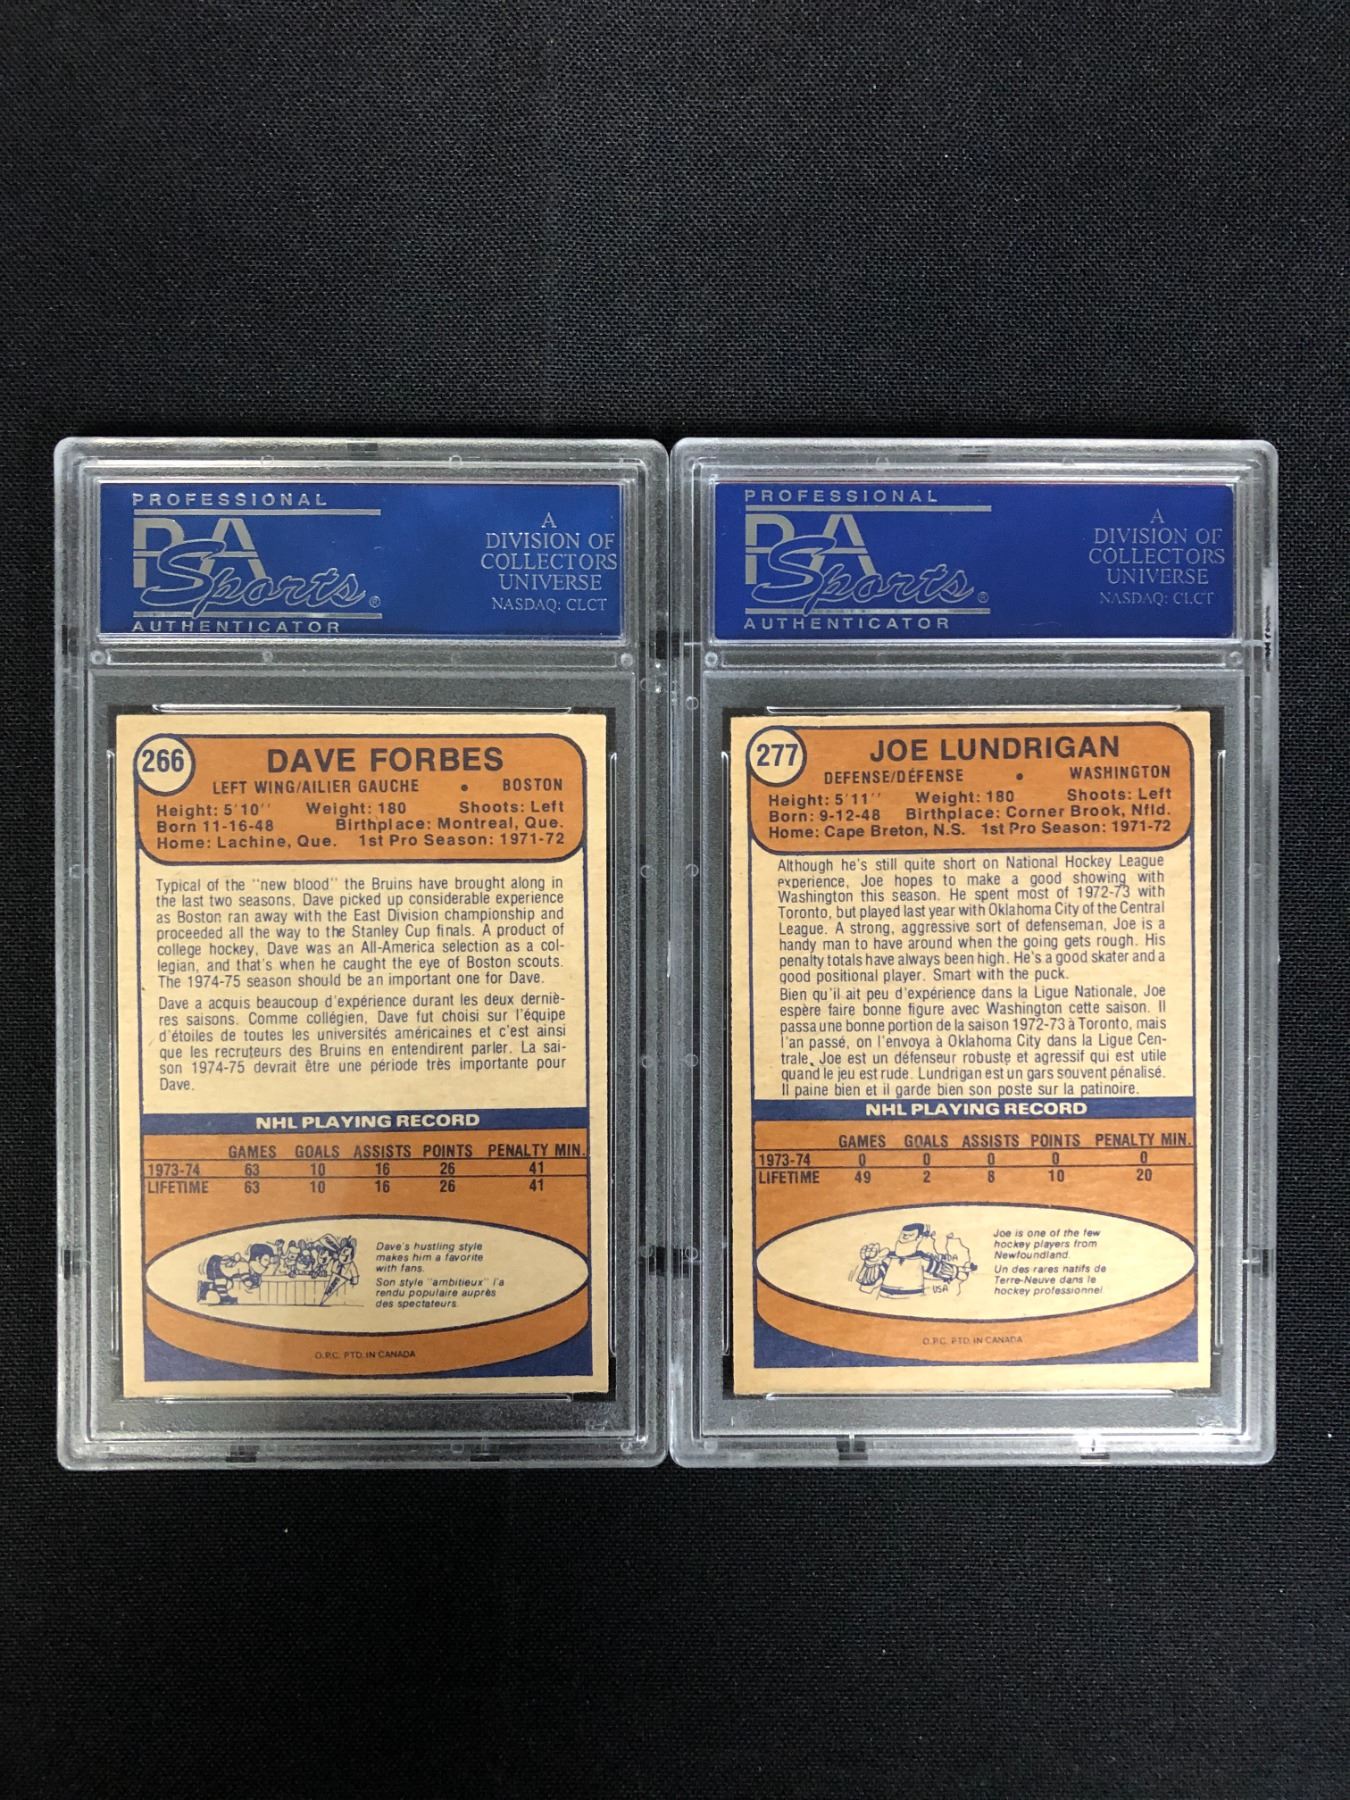 PROFESSIONAL
PSA
Sports®
AUTHENTICATOR
A
DIVISION OF
COLLECTORS
UNIVERSE
NASDAQ: CLCT
266
DAVE FORBES
LEFT WING/AILIER GAUCHE • BOSTON
Height: 5'10'' Weight: 180 Shoots: Left
Born 11-16-48 Birthplace: Montreal, Que.
Home: Lachine, Que. 1st Pro Season: 1971-72
Typical of the "new blood" the Bruins have brought along in
the last two seasons, Dave picked up considerable experience
as Boston ran away with the East Division championship and
proceeded all the way to the Stanley Cup finals. A product of
college hockey, Dave was an All-America selection as a col-
legian, and that's when he caught the eye of Boston scouts.
The 1974-75 season should be an important one for Dave.
Dave a acquis beaucoup d'expérience durant les deux derniè-
res saisons. Comme collégien, Dave fut choisi sur l'équipe
d'étoiles de toutes les universités américaines et c'est ainsi
que les recruteurs des Bruins en entendirent parler. La sai-
son 1974-75 devrait être une période très importante pour
Dave.
NHL PLAYING RECORD
GAMES GOALS ASSISTS POINTS PENALTY MIN.
1973-74 63 10 16 26 41
LIFETIME 63 10 16 26 41
Dave's hustling style
makes him a favorite
with fans.
Son style "ambitieux" l'a
rendu populaire auprès
des spectateurs.
O.P.C. PTD. IN CANADA
PROFESSIONAL
PSA
Sports®
AUTHENTICATOR
A
DIVISION OF
COLLECTORS
UNIVERSE
NASDAQ: CLCT
277
JOE LUNDRIGAN
DEFENSE/DÉFENSE • WASHINGTON
Height: 5'11'' Weight: 180 Shoots: Left
Born: 9-12-48 Birthplace: Corner Brook, Nfld.
Home: Cape Breton, N.S. 1st Pro Season: 1971-72
Although he's still quite short on National Hockey League
experience, Joe hopes to make a good showing with
Washington this season. He spent most of 1972-73 with
Toronto, but played last year with Oklahoma City of the Central
League. A strong, aggressive sort of defenseman, Joe is a
handy man to have around when the going gets rough. His
penalty totals have always been high. He's a good skater and a
good positional player. Smart with the puck.
Bien qu'il ait peu d'expérience dans la Ligue Nationale, Joe
espère faire bonne figure avec Washington cette saison. Il
passa une bonne portion de la saison 1972-73 à Toronto, mais
l'an passé, on l'envoya à Oklahoma City dans la Ligue Cen-
trale. Joe est un défenseur robuste et agressif qui est utile
quand le jeu est rude. Lundrigan est un gars souvent pénalisé.
Il paine bien et il garde bien son poste sur la patinoire.
NHL PLAYING RECORD
GAMES GOALS ASSISTS POINTS PENALTY MIN.
1973-74 0 0 0 0 0
LIFETIME 49 2 8 10 20
USA
Joe is one of the few
hockey players from
Newfoundland.
Un des rares natifs de
Terre-Neuve dans le
hockey professionnel
O.P.C. PTD. IN CANADA